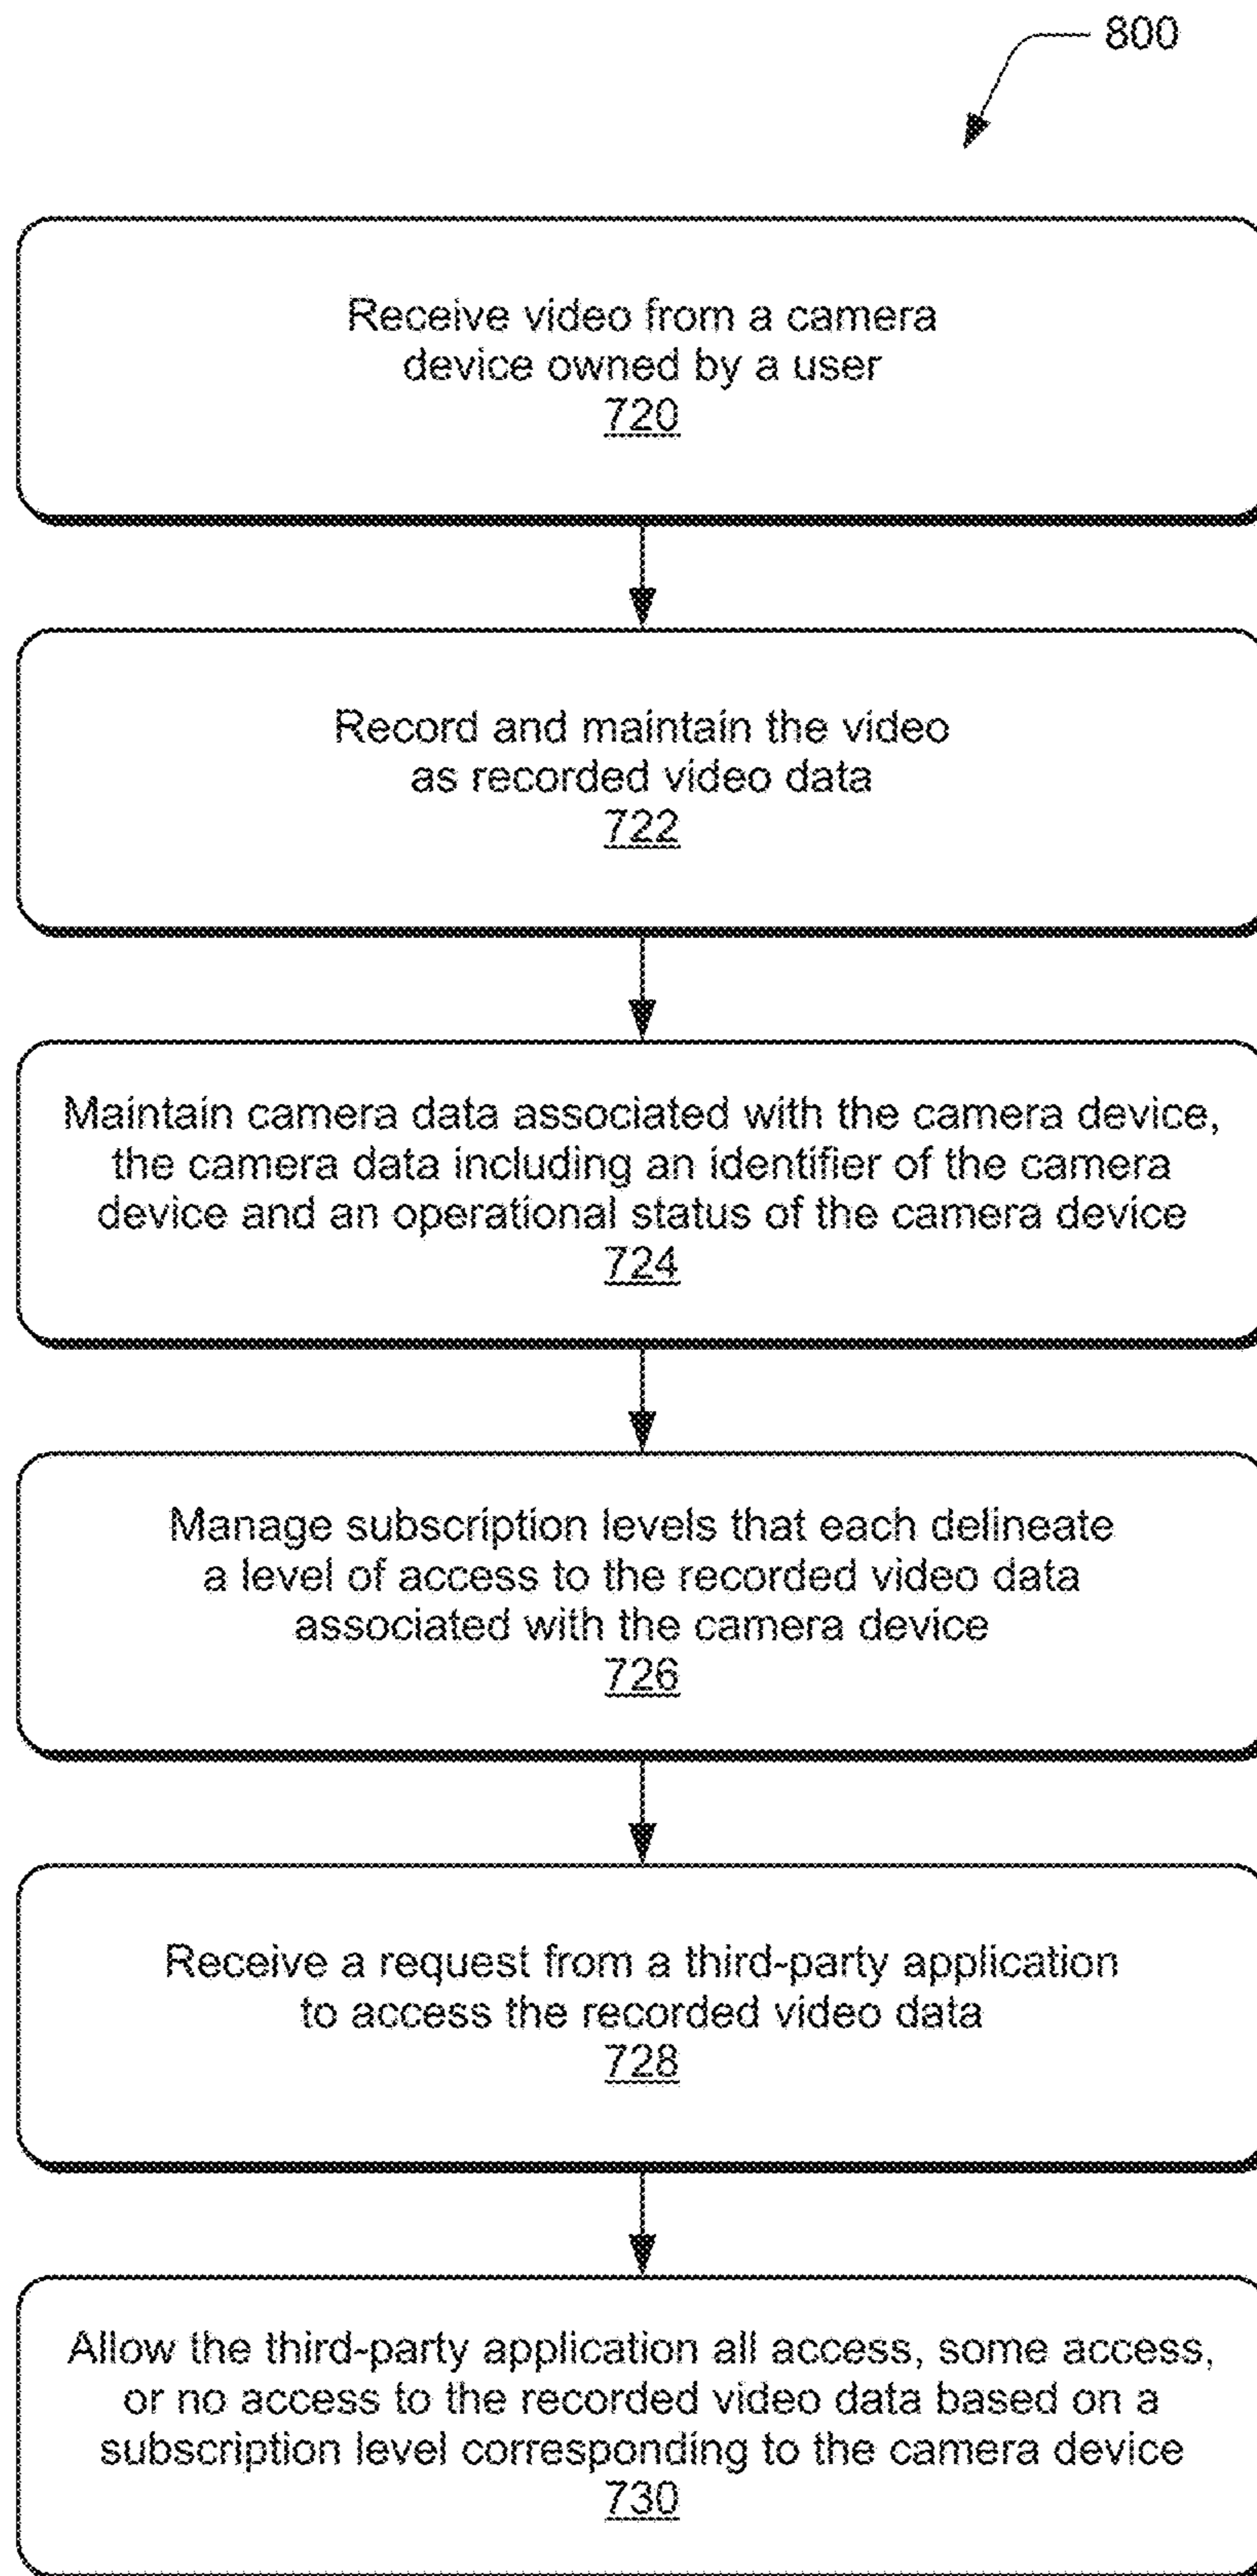 800
Receive video from a camera
device owned by a user
720
Record and maintain the video
as recorded video data
722
Maintain camera data associated with the camera device,
the camera data including an identifier of the camera
device and an operational status of the camera device
724
Manage subscription levels that each delineate
a level of access to the recorded video data
associated with the camera device
726
Receive a request from a third-party application
to access the recorded video data
728
Allow the third-party application all access, some access,
or no access to the recorded video data based on a
subscription level corresponding to the camera device
730